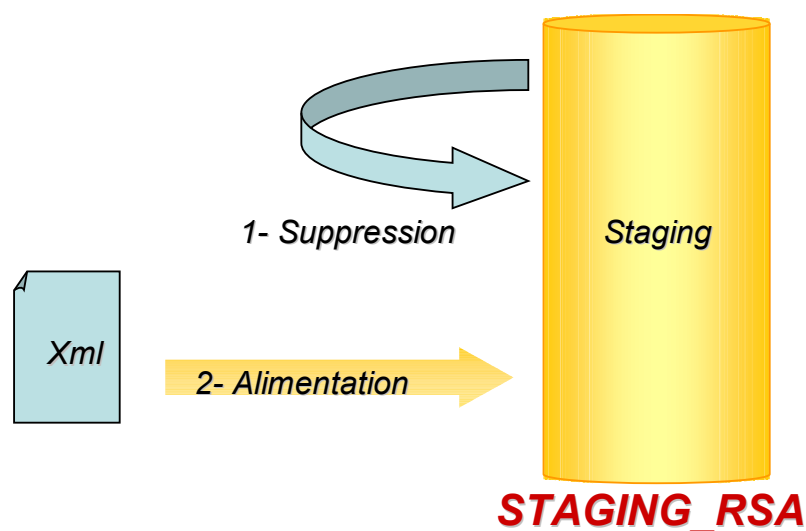 1- Suppression
Staging
Xml
2- Alimentation
STAGING_RSA